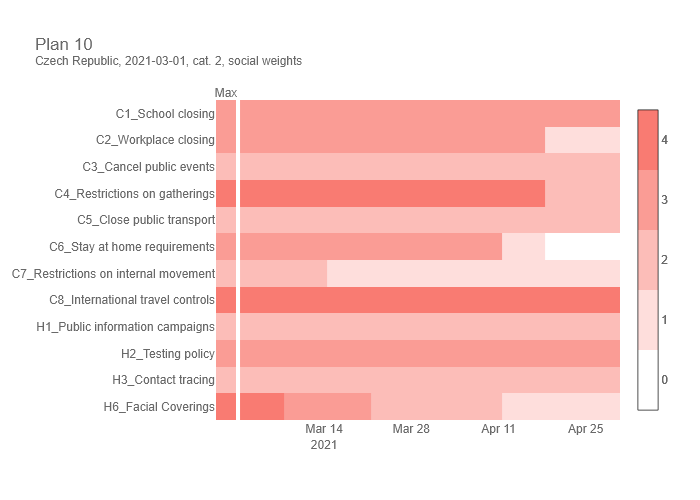 Plan 10
Czech Republic, 2021-03-01, cat. 2, social weights
Max
C1_School closing
C2_Workplace closing
C3_Cancel public events
C4_Restrictions on gatherings
C5_Close public transport
C6_Stay at home requirements
C7_Restrictions on internal movement
C8_International travel controls
H1_Public information campaigns
H2_Testing policy
H3_Contact tracing
H6_Facial Coverings
Mar 14 Mar 28 Apr 11 Apr 25
2021
4
3
2
1
0